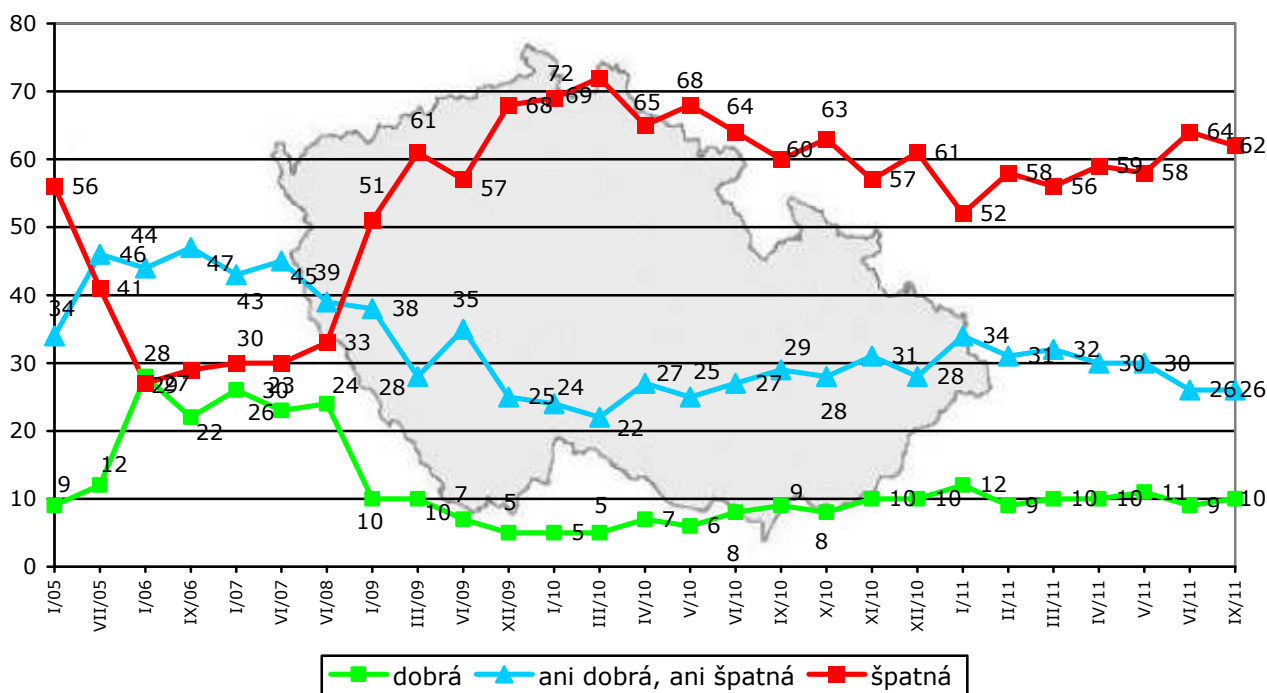 80
70
60
50
40
30
20
10
0
56 41 27 29 30 30 33 51 61 57 68 69 72 65 68 64 60 63 57 61 52 58 56 59 58 64 62
34 46 44 47 43 45 39 38 28 35 25 24 22 27 25 27 29 28 31 28 34 31 32 30 30 26 26
9 12 28 22 26 23 24 10 10 7 5 5 5 7 6 8 9 8 10 10 12 9 10 10 11 9 10
I/05 VII/05 I/06 IX/06 I/07 VI/07 VI/08 I/09 III/09 VI/09 XII/09 I/10 III/10 IV/10 V/10 VI/10 IX/10 X/10 XI/10 XII/10 I/11 II/11 III/11 IV/11 V/11 VI/11 IX/11
dobrá ani dobrá, ani špatná špatná